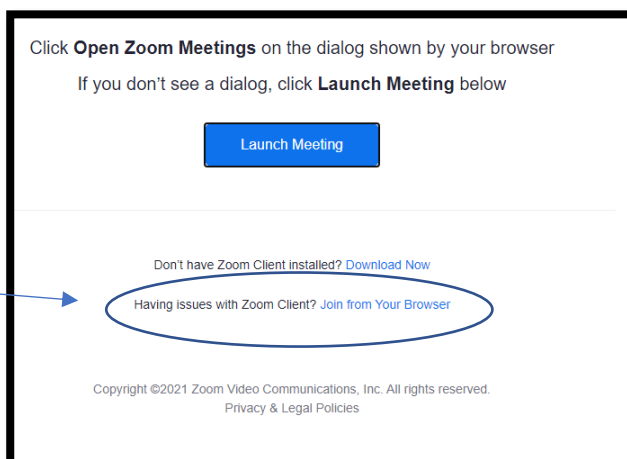 Click Open Zoom Meetings on the dialog shown by your browser
If you don't see a dialog, click Launch Meeting below
Launch Meeting
Don't have Zoom Client installed? Download Now
Having issues with Zoom Client? Join from Your Browser
Copyright ©2021 Zoom Video Communications, Inc. All rights reserved.
Privacy & Legal Policies